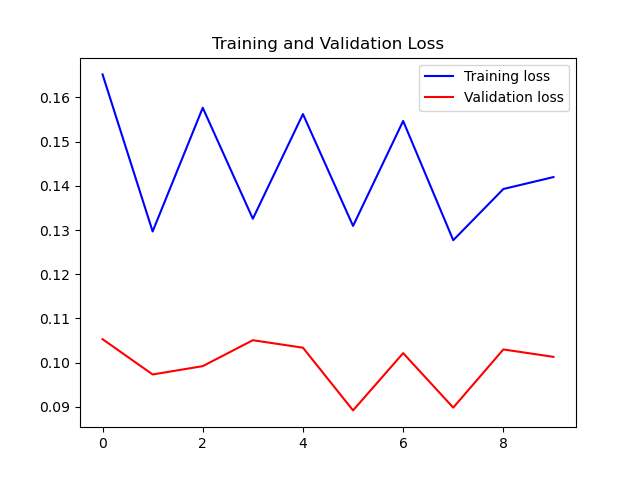 Training and Validation Loss
Training loss
Validation loss
0.16
0.15
0.14
0.13
0.12
0.11
0.10
0.09
0 2 4 6 8